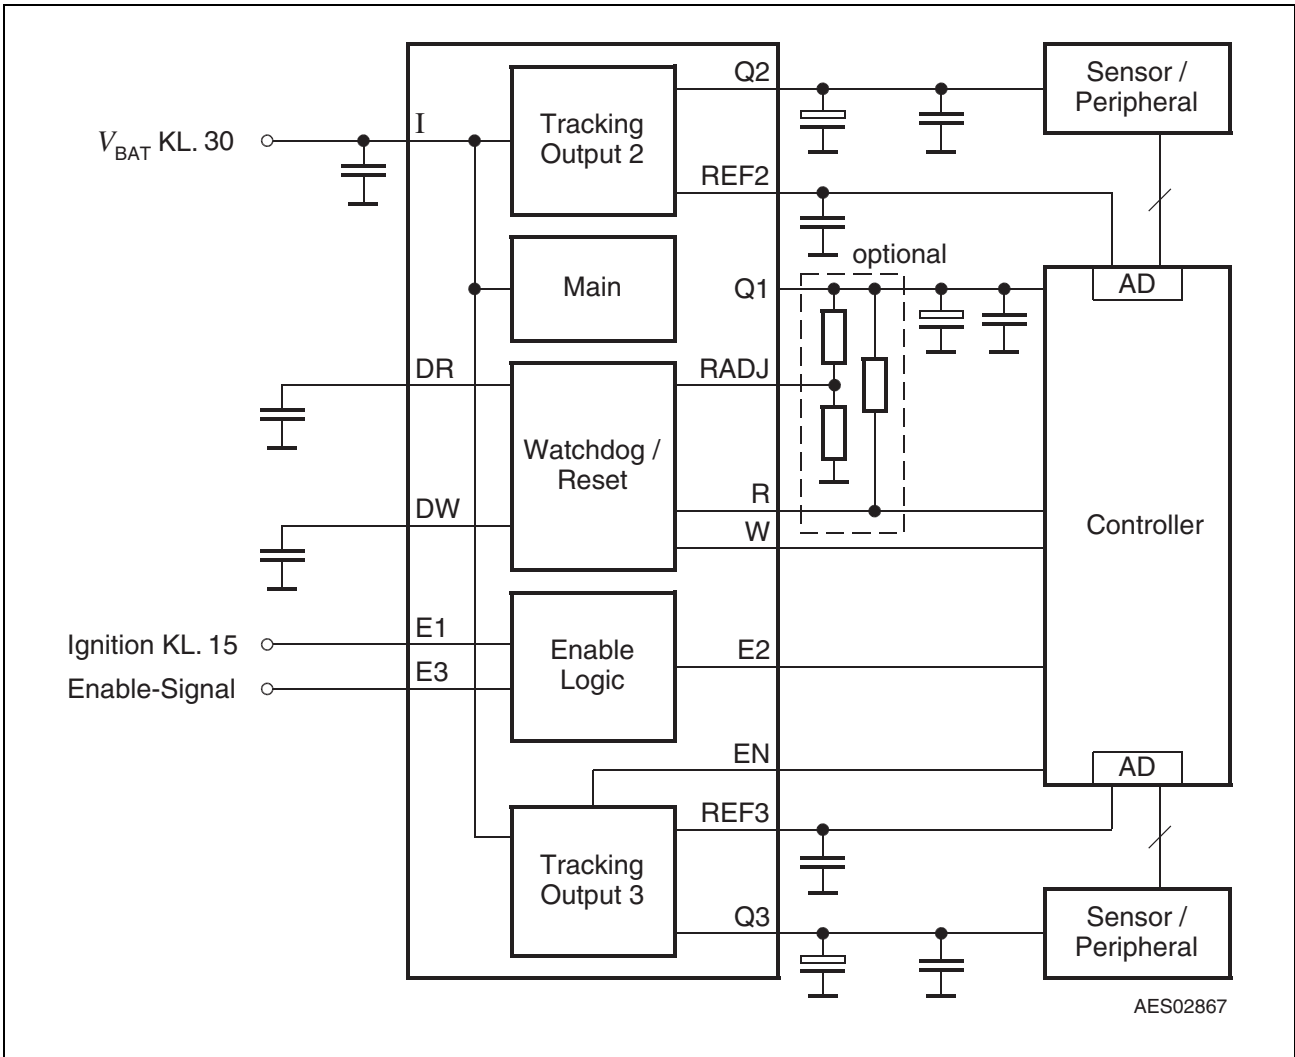 Q2
Sensor /
Peripheral
Tracking
Output 2
I
V_BAT KL. 30
REF2
optional
Main
Q1
AD
DR
RADJ
Watchdog /
Reset
R
DW
W
Controller
Ignition KL. 15
E1
Enable
Logic
E2
Enable-Signal
E3
EN
AD
REF3
Tracking
Output 3
Q3
Sensor /
Peripheral
AES02867